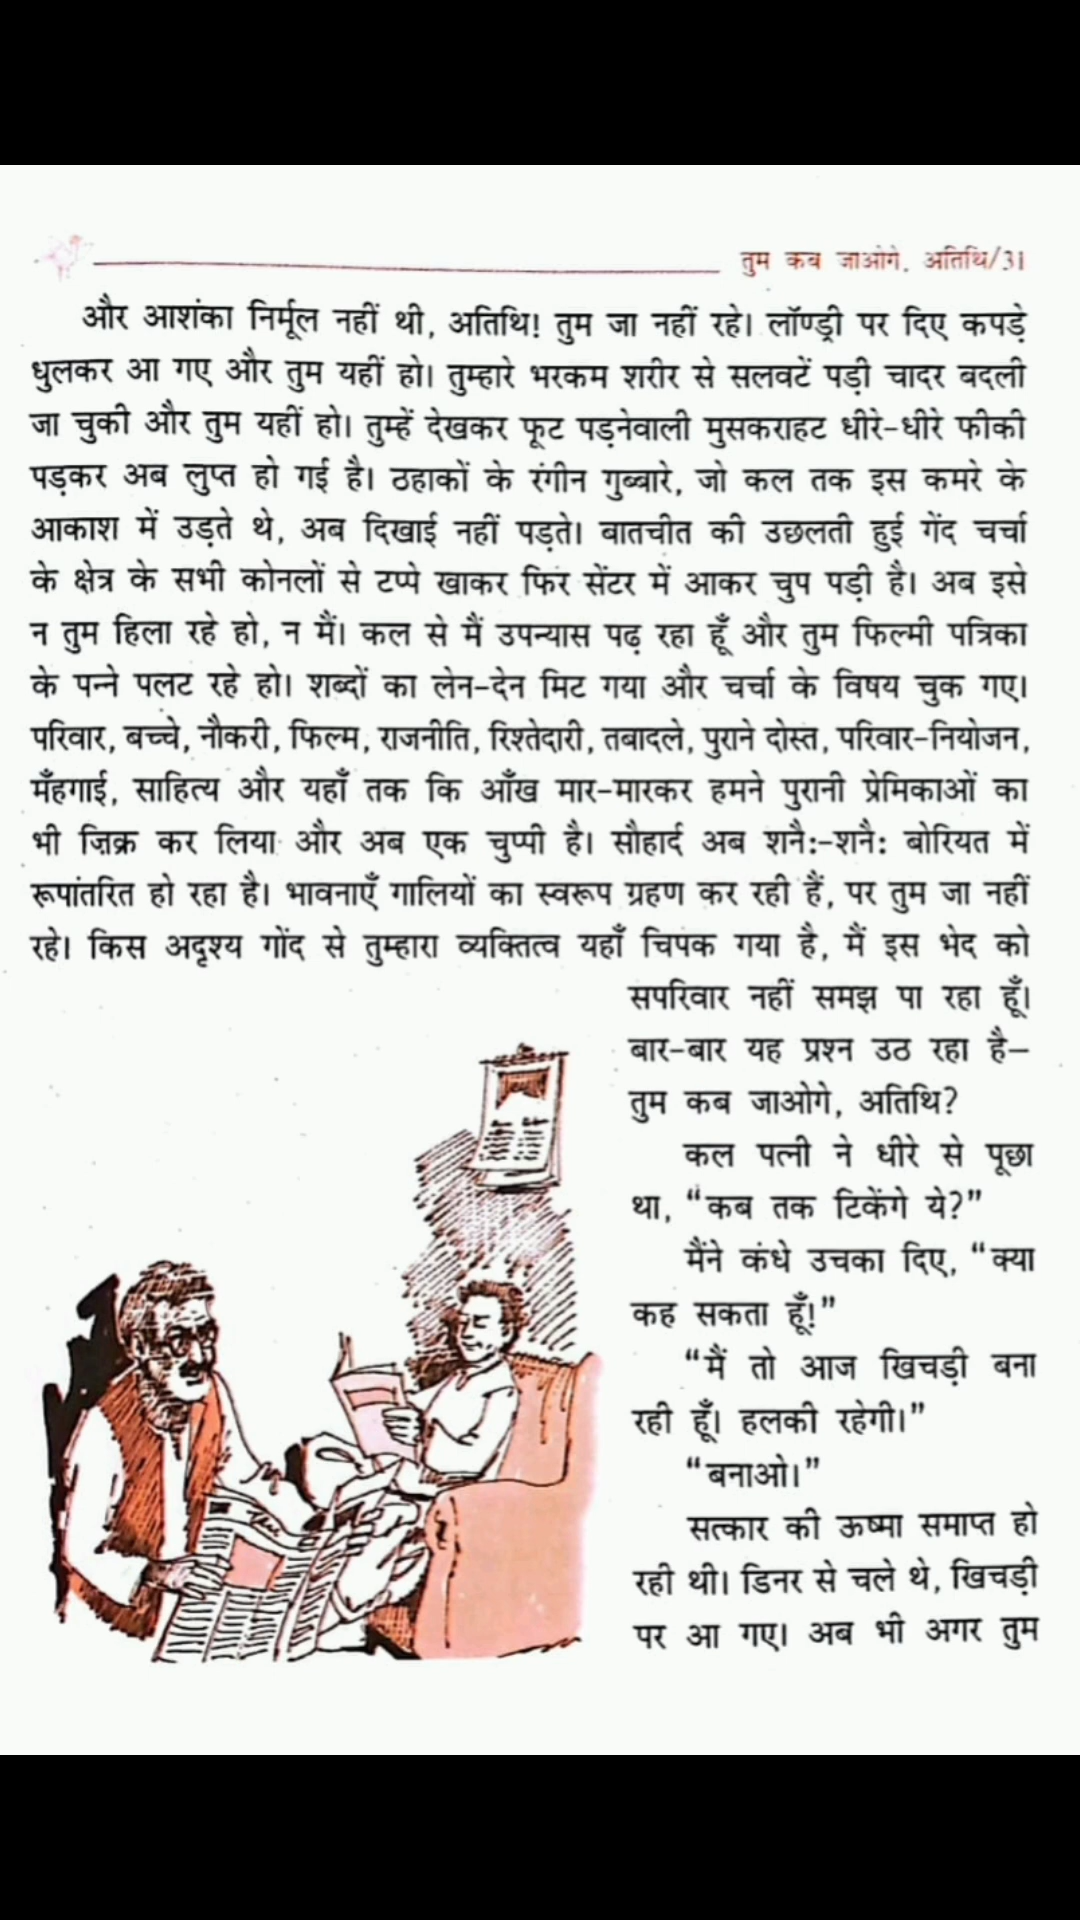 तुम कब जाओगे, अतिथि/31
और आशंका निर्मूल नहीं थी, अतिथि! तुम जा नहीं रहे। लॉण्ड्री पर दिए कपड़े
धुलकर आ गए और तुम यहीं हो। तुम्हारे भरकम शरीर से सलवटें पड़ी चादर बदली
जा चुकी और तुम यहीं हो। तुम्हें देखकर फूट पड़नेवाली मुसकराहट धीरे-धीरे फीकी
पड़कर अब लुप्त हो गई है। ठहाकों के रंगीन गुब्बारे, जो कल तक इस कमरे के
आकाश में उड़ते थे, अब दिखाई नहीं पड़ते। बातचीत की उछलती हुई गेंद चर्चा
के क्षेत्र के सभी कोनलों से टप्पे खाकर फिर सेंटर में आकर चुप पड़ी है। अब इसे
न तुम हिला रहे हो, न मैं। कल से मैं उपन्यास पढ़ रहा हूँ और तुम फिल्मी पत्रिका
के पन्ने पलट रहे हो। शब्दों का लेन-देन मिट गया और चर्चा के विषय चुक गए।
परिवार, बच्चे, नौकरी, फिल्म, राजनीति, रिश्तेदारी, तबादले, पुराने दोस्त, परिवार-नियोजन,
मँहगाई, साहित्य और यहाँ तक कि आँख मार-मारकर हमने पुरानी प्रेमिकाओं का
भी ज़िक्र कर लिया और अब एक चुप्पी है। सौहार्द अब शनैः-शनैः बोरियत में
रूपांतरित हो रहा है। भावनाएँ गालियों का स्वरूप ग्रहण कर रही हैं, पर तुम जा नहीं
रहे। किस अदृश्य गोंद से तुम्हारा व्यक्तित्व यहाँ चिपक गया है, मैं इस भेद को
सपरिवार नहीं समझ पा रहा हूँ।
बार-बार यह प्रश्न उठ रहा है—
तुम कब जाओगे, अतिथि?
कल पत्नी ने धीरे से पूछा
था, “कब तक टिकेंगे ये?”
मैंने कंधे उचका दिए, “क्या
कह सकता हूँ!”
“मैं तो आज खिचड़ी बना
रही हूँ। हलकी रहेगी।”
“बनाओ।”
सत्कार की ऊष्मा समाप्त हो
रही थी। डिनर से चले थे, खिचड़ी
पर आ गए। अब भी अगर तुम